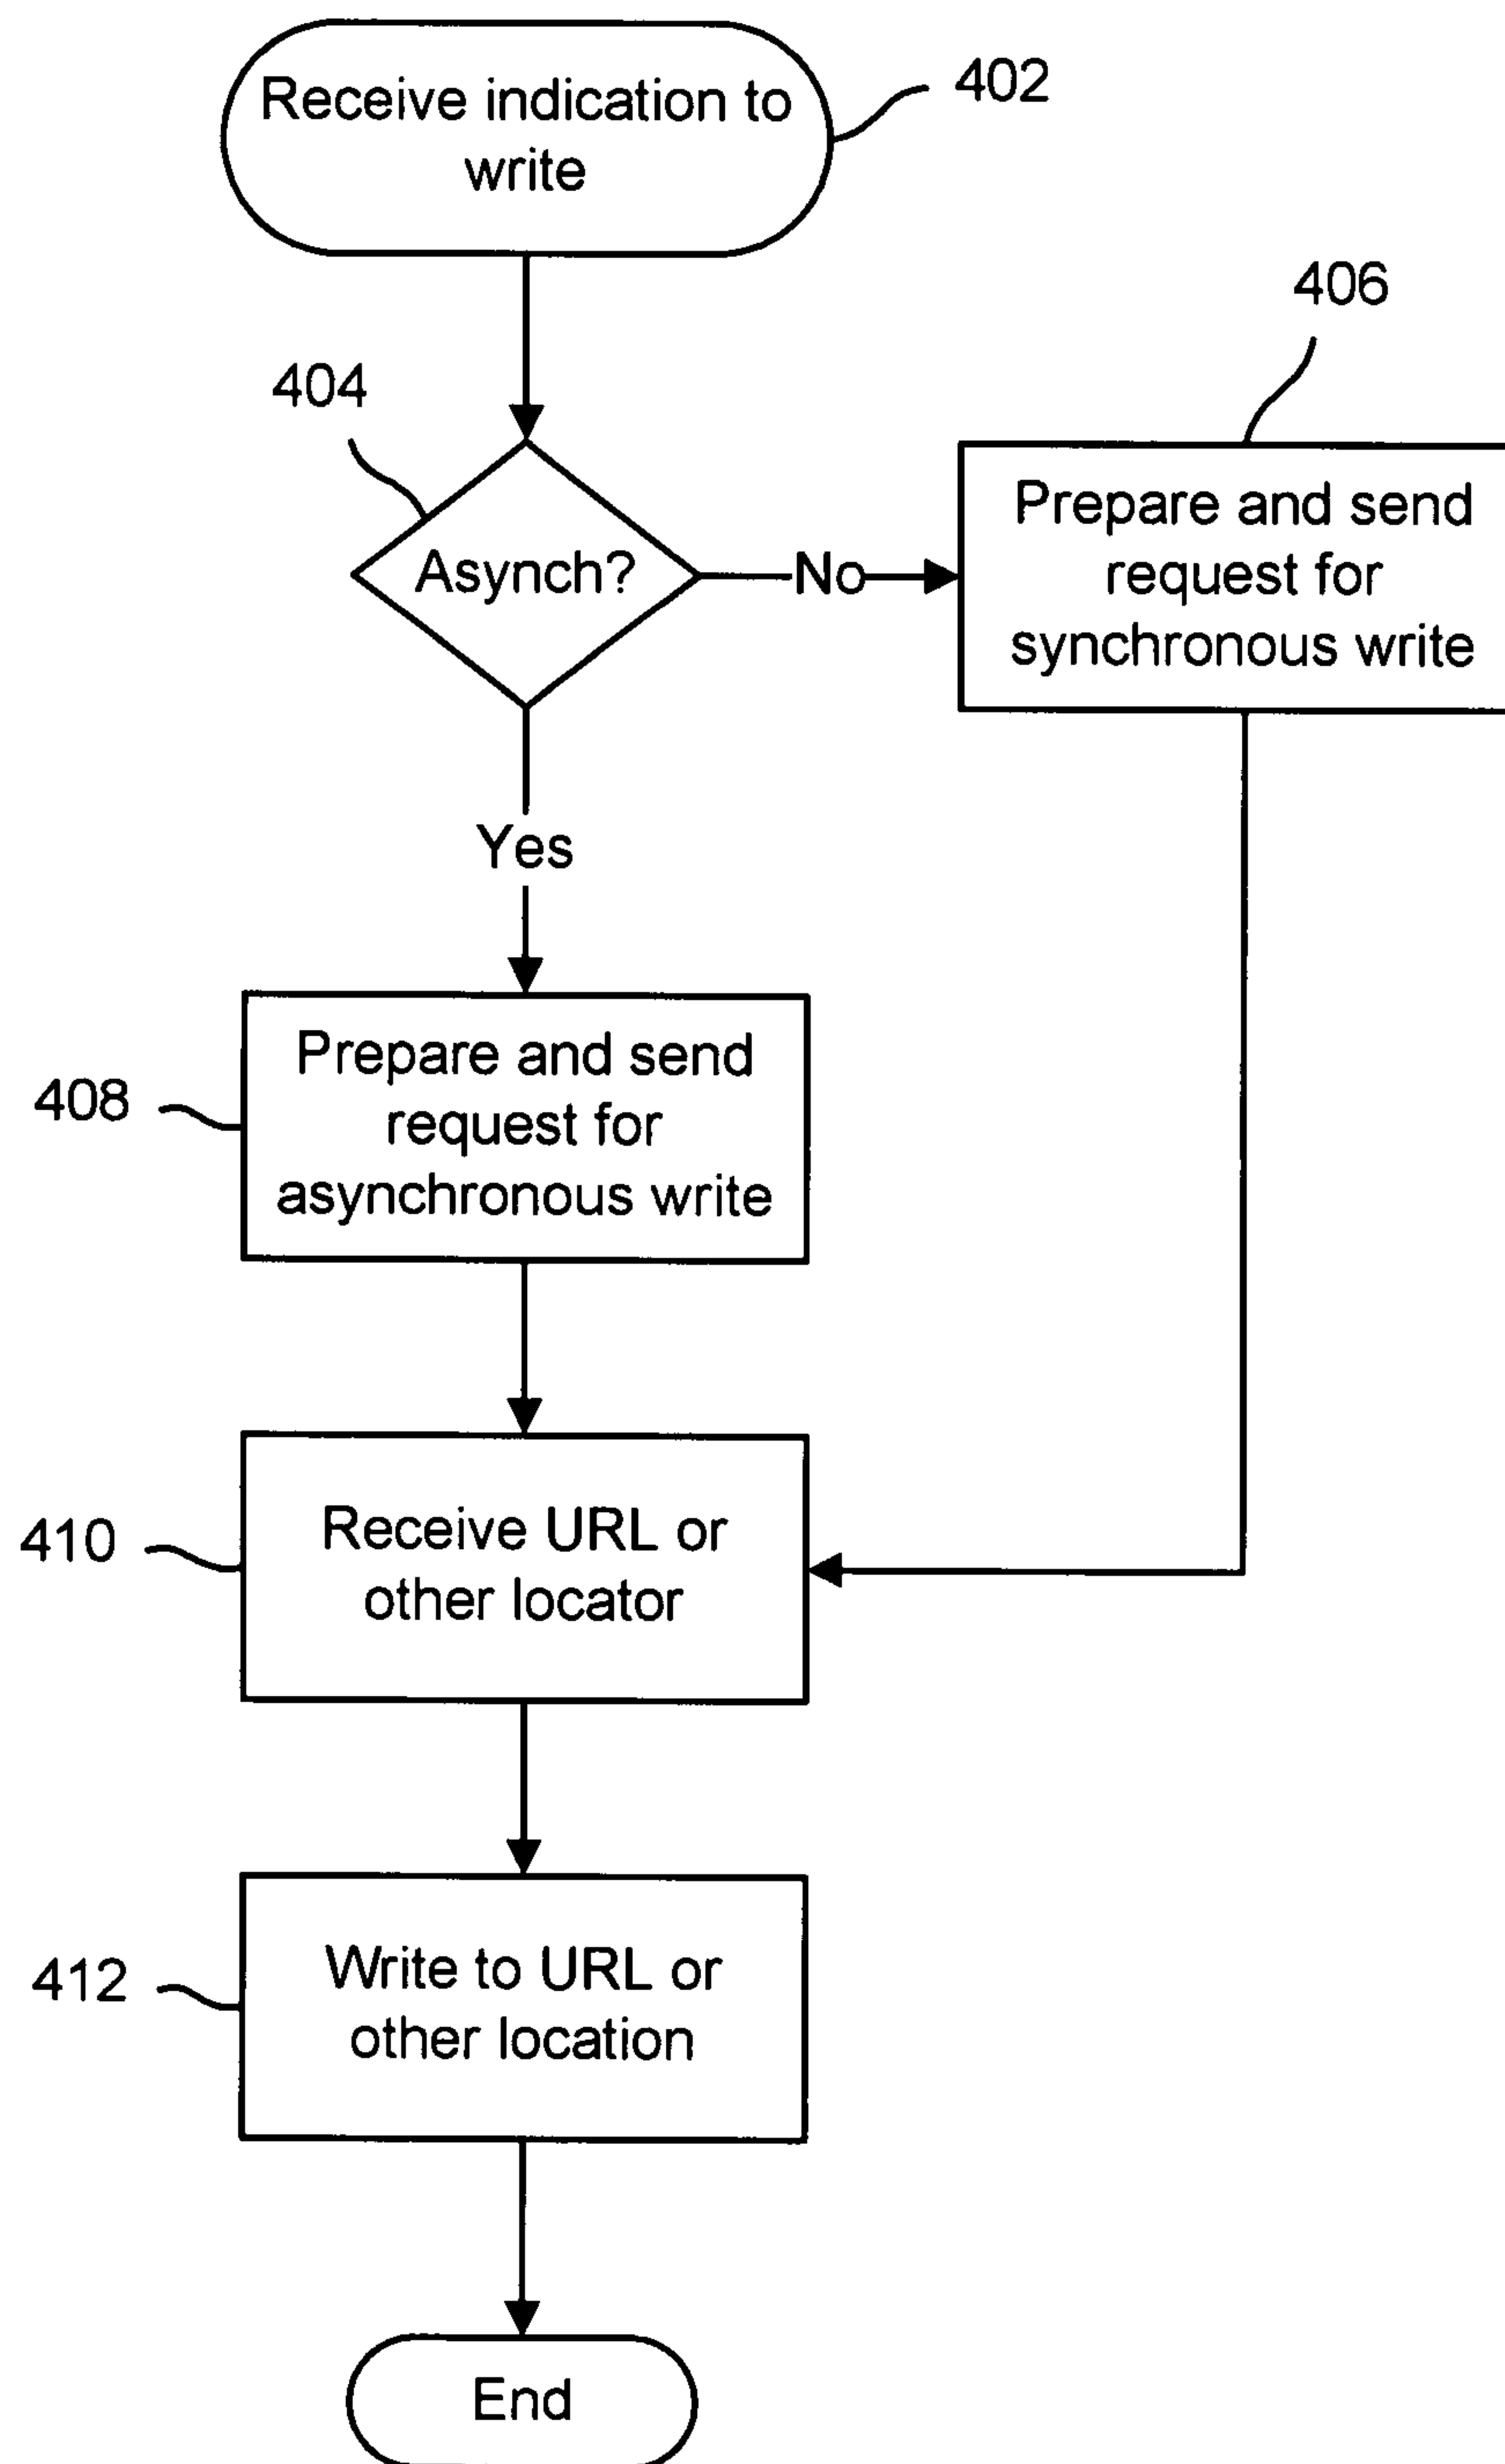 Receive indication to
write
402
404
Asynch?
No
406
Prepare and send
request for
synchronous write
Yes
408
Prepare and send
request for
asynchronous write
410
Receive URL or
other locator
412
Write to URL or
other location
End